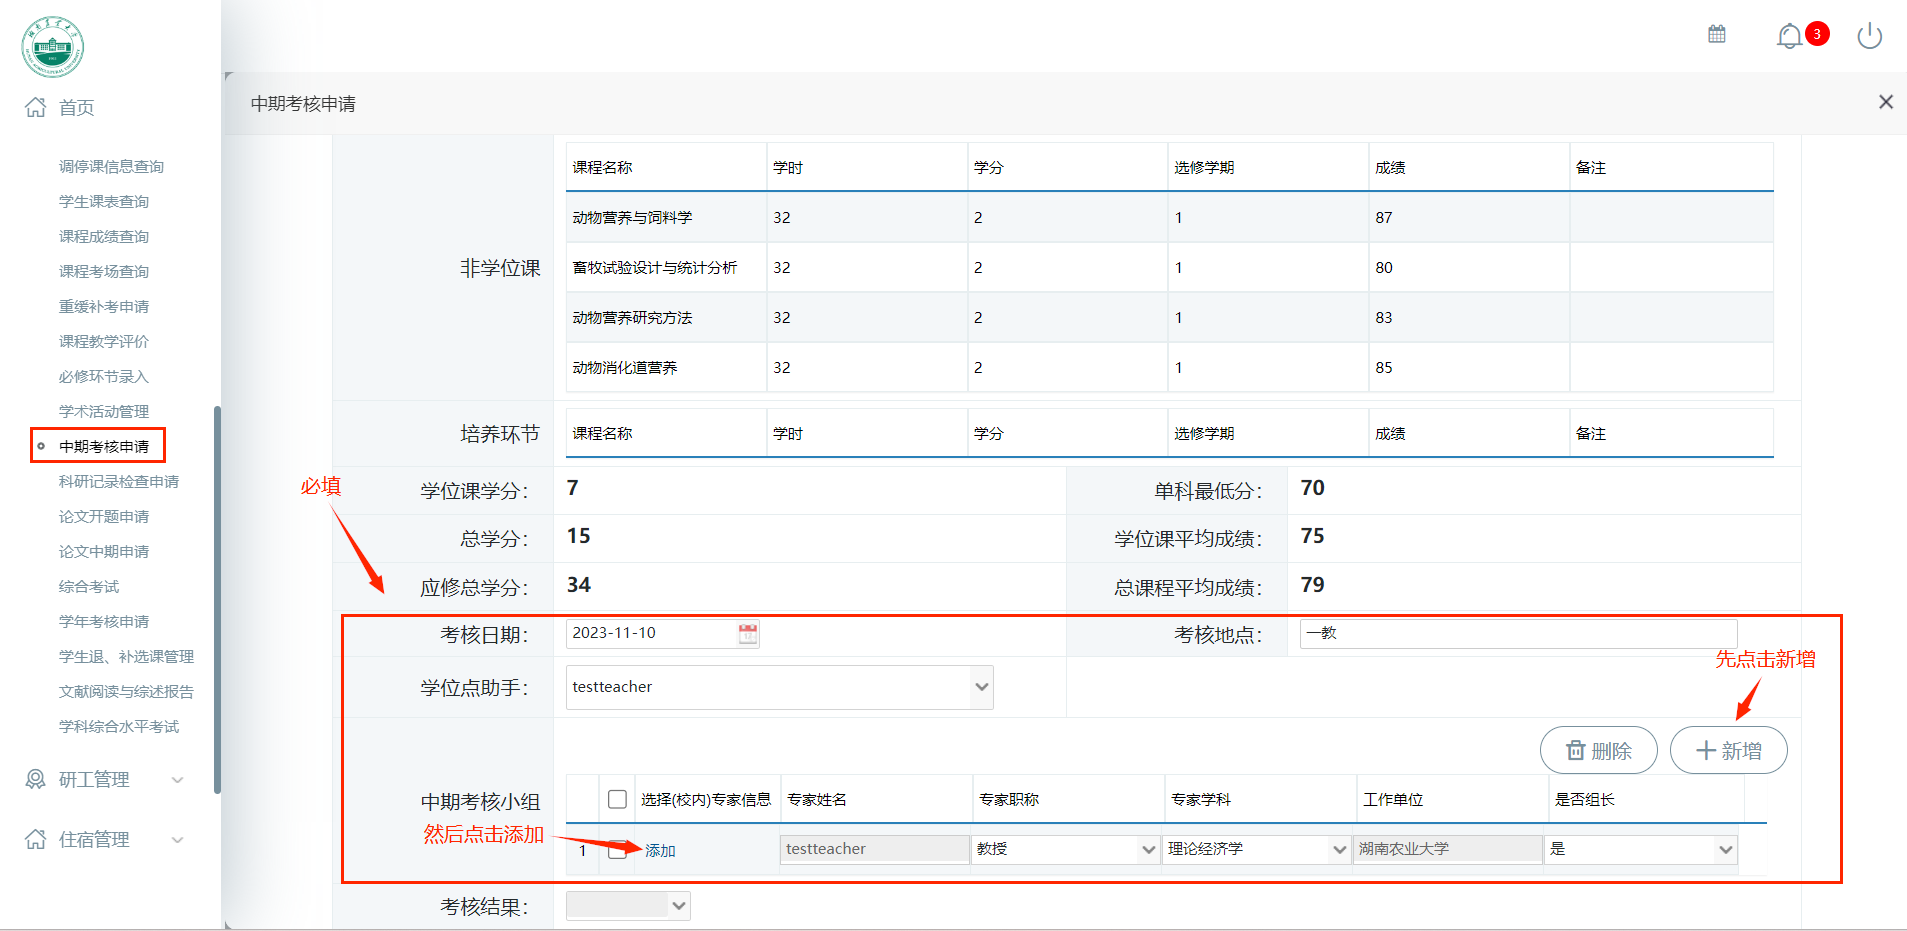 3
首页
调停课信息查询
学生课表查询
课程成绩查询
课程考场查询
重缓补考申请
课程教学评价
必修环节录入
学术活动管理
中期考核申请
科研记录检查申请
论文开题申请
论文中期申请
综合考试
学年考核申请
学生退、补选课管理
文献阅读与综述报告
学科综合水平考试
研工管理
住宿管理
中期考核申请
非学位课
课程名称 学时 学分 选修学期 成绩 备注
动物营养与饲料学 32 2 1 87
畜牧试验设计与统计分析 32 2 1 80
动物营养研究方法 32 2 1 83
动物消化道营养 32 2 1 85
培养环节 课程名称 学时 学分 选修学期 成绩 备注
必填
学位课学分： 7 单科最低分： 70
总学分： 15 学位课平均成绩： 75
应修总学分： 34 总课程平均成绩： 79
考核日期： 2023-11-10 考核地点： 一教
先点击新增
学位点助手： testteacher
删除 新增
中期考核小组 选择(校内)专家信息 专家姓名 专家职称 专家学科 工作单位 是否组长
然后点击添加
1 添加 testteacher 教授 理论经济学 湖南农业大学 是
考核结果：